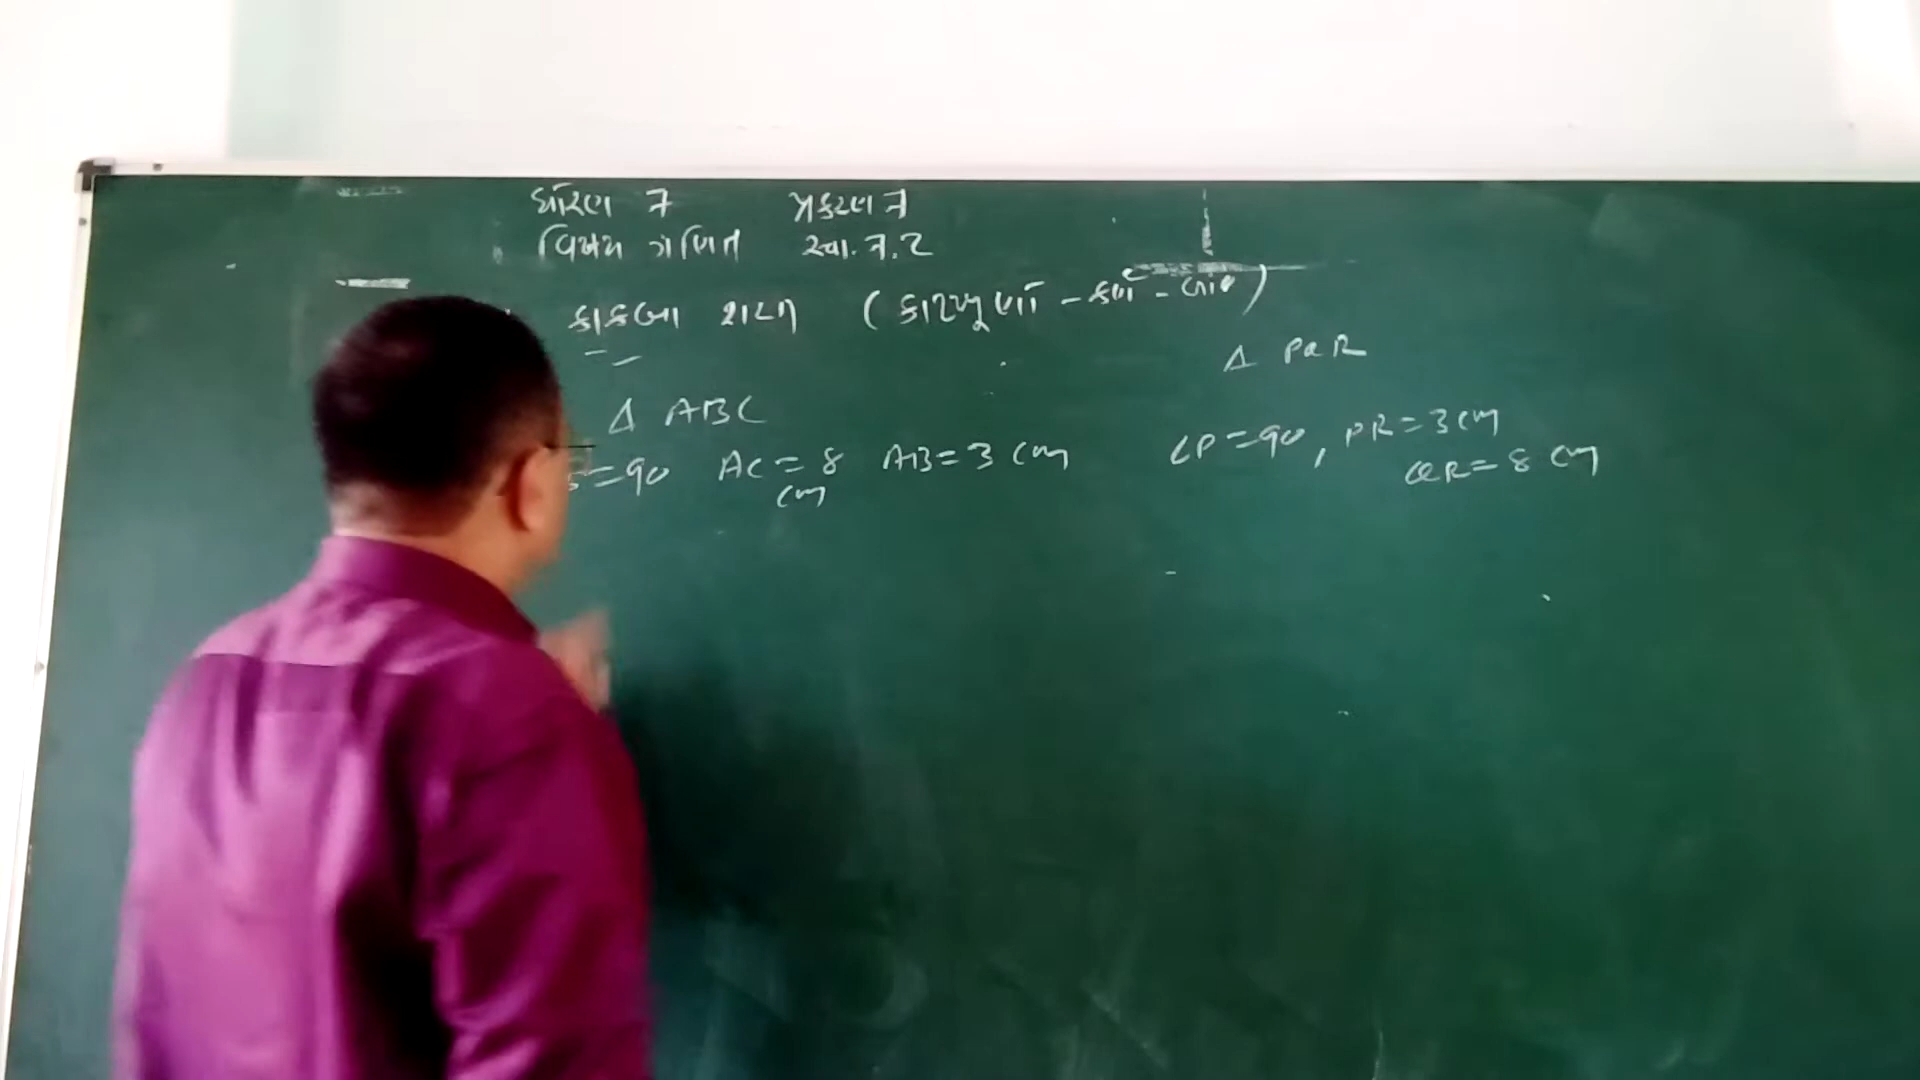 ધોરણ 7 પ્રકરણ 7
વિષય ગણિત સ્વા. 7.2
કાકબા શરત (કાટખૂણો - કર્ણ - બાજુ)
Δ ABC
=90 AC = 8 cm AB = 3 cm
Δ PQR
∠P = 90, PR = 3 cm
QR = 8 cm